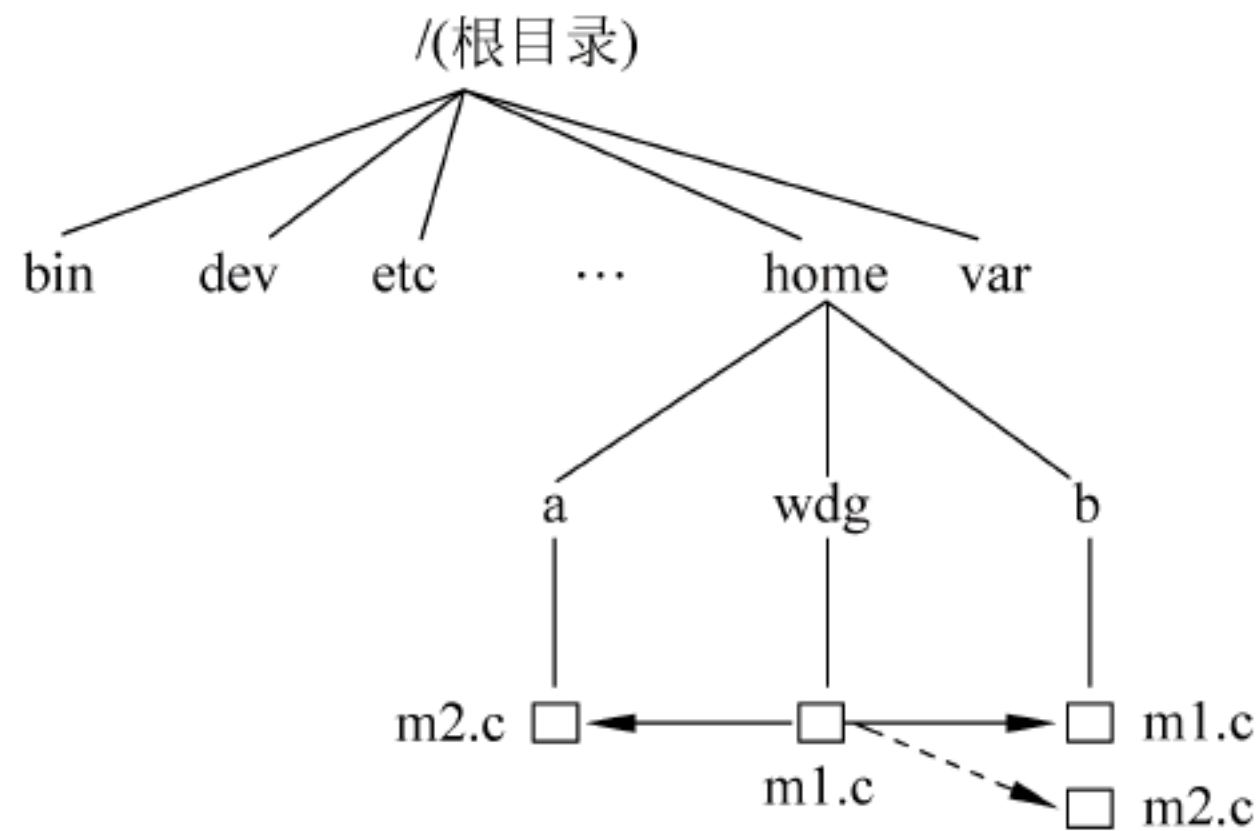 /(根目录)
bin dev etc … home var
a wdg b
m2.c m1.c
m1.c
m2.c